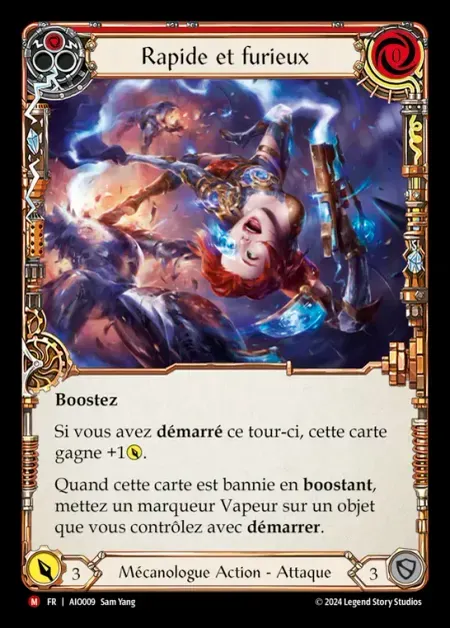 Rapide et furieux
0
Boostez
Si vous avez démarré ce tour-ci, cette carte
gagne +1.
Quand cette carte est bannie en boostant,
mettez un marqueur Vapeur sur un objet
que vous contrôlez avec démarrer.
3
Mécanologue Action - Attaque
3
M FR | AIO009 Sam Yang
© 2024 Legend Story Studios